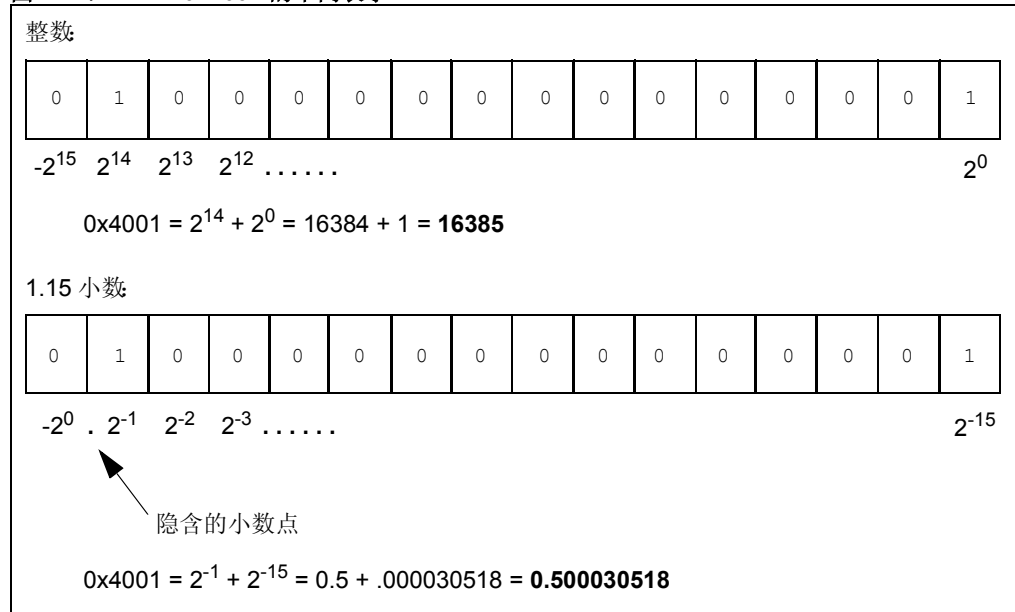 整数:
0 1 0 0 0 0 0 0 0 0 0 0 0 0 0 1
-2^15 2^14 2^13 2^12 ...... 2^0
0x4001 = 2^14 + 2^0 = 16384 + 1 = 16385
1.15 小数:
0 1 0 0 0 0 0 0 0 0 0 0 0 0 0 1
-2^0 . 2^-1 2^-2 2^-3 ...... 2^-15
隐含的小数点
0x4001 = 2^-1 + 2^-15 = 0.5 + .000030518 = 0.500030518